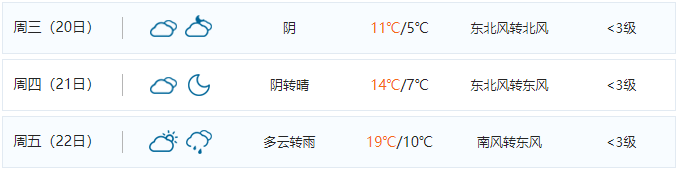 周三（20日） 阴 11℃/5℃ 东北风转北风 <3级
周四（21日） 阴转晴 14℃/7℃ 东北风转东风 <3级
周五（22日） 多云转雨 19℃/10℃ 南风转东风 <3级